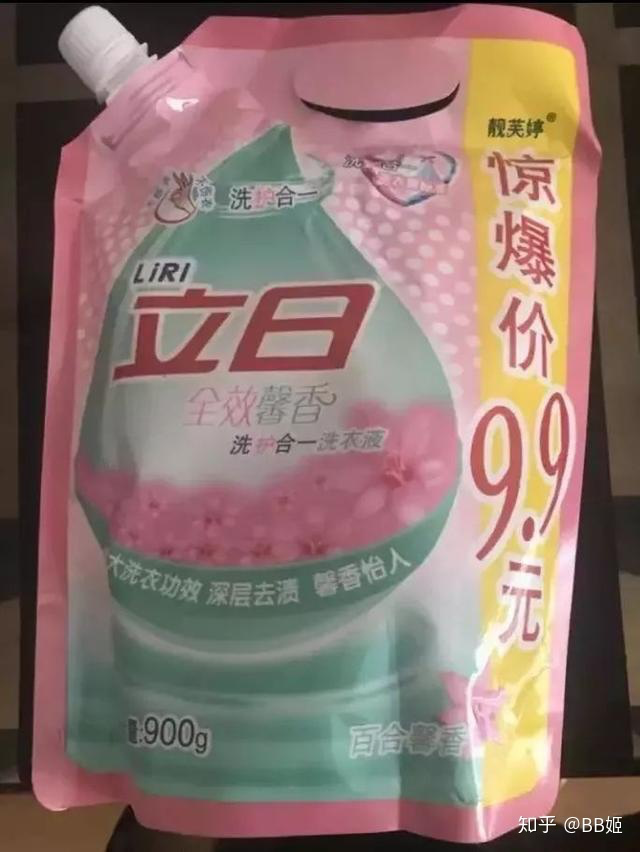 靓芙婷®
惊爆价9.9元
洗护合一
LiRI
立日
全效馨香
洗护合一洗衣液
大洗衣功效 深层去渍 馨香怡人
:900g
百合馨香
知乎 @BB姬